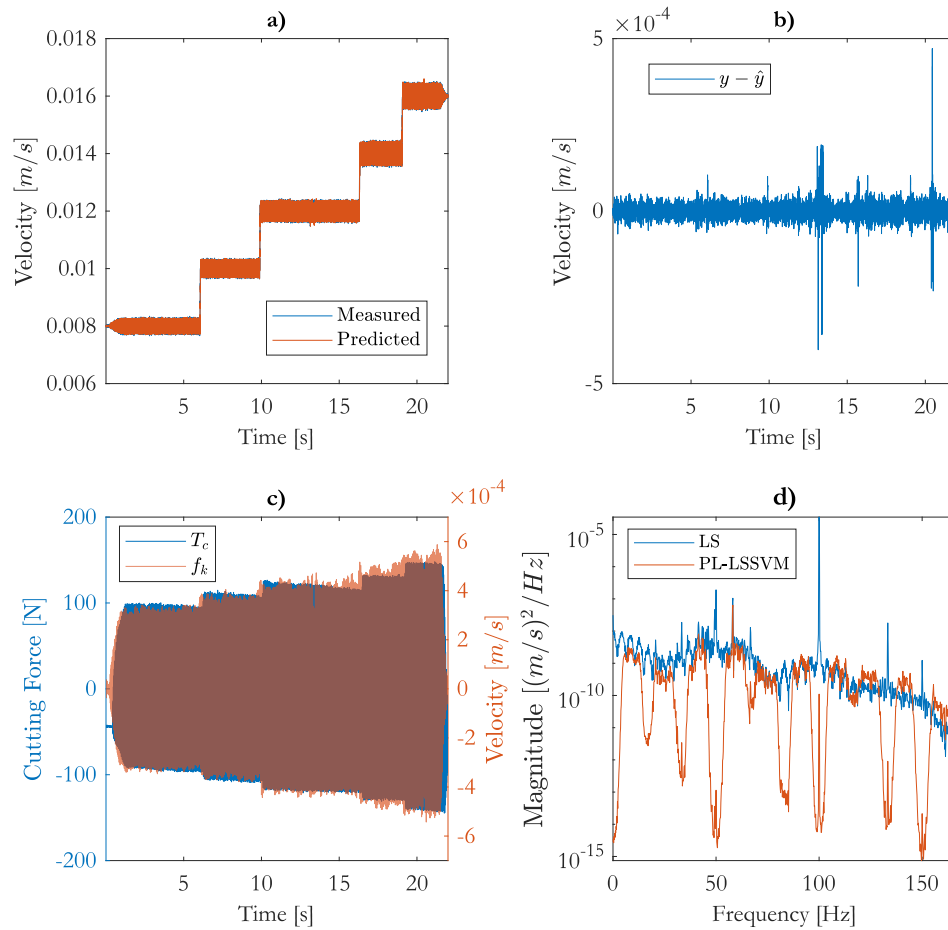 a)
0.018
0.016
0.014
0.012
0.01
0.008
0.006
Velocity [m/s]
Measured
Predicted
5 10 15 20
Time [s]
b)
×10⁻⁴
5
0
-5
Velocity [m/s]
y − ŷ
0 5 10 15 20
Time [s]
c)
×10⁻⁴
200
100
0
-100
-200
Cutting Force [N]
T_c
f_k
6
4
2
0
-2
-4
-6
Velocity [m/s]
5 10 15 20
Time [s]
d)
10⁻⁵
10⁻¹⁰
10⁻¹⁵
Magnitude [(m/s)²/Hz]
LS
PL-LSSVM
0 50 100 150
Frequency [Hz]